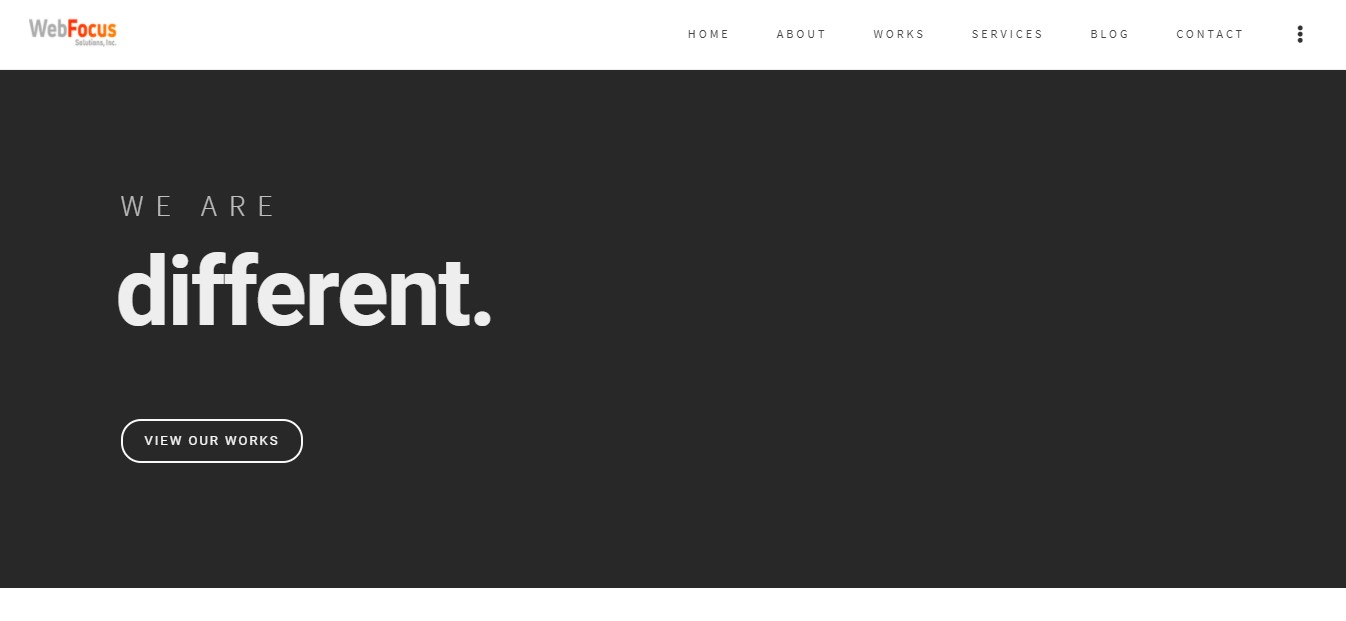 WebFocus
Solutions, Inc.
HOME ABOUT WORKS SERVICES BLOG CONTACT
WE ARE
different.
VIEW OUR WORKS